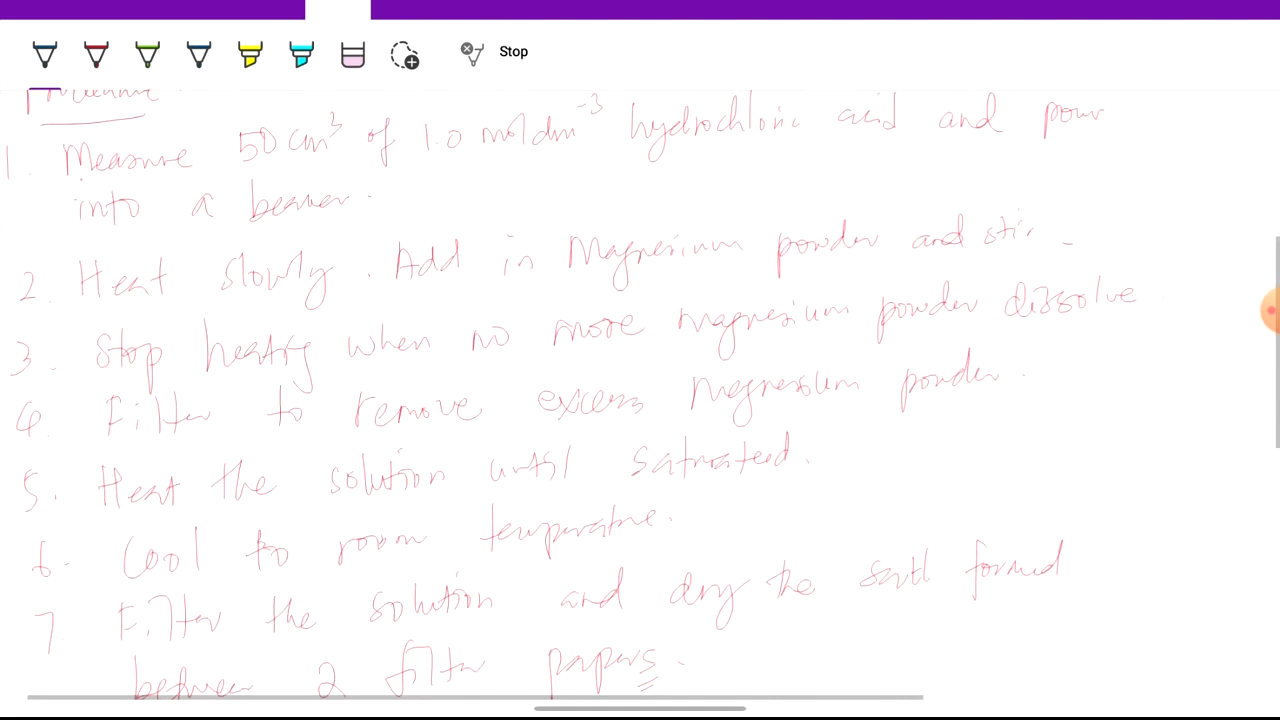 Stop
Procedure
1. Measure 50 cm³ of 1.0 moldm⁻³ hydrochloric acid and pour
into a beaker.
2. Heat slowly. Add in Magnesium powder and stir.
3. Stop heating when no more magnesium powder dissolve
4. Filter to remove excess Magnesium powder.
5. Heat the solution until saturated.
6. Cool to room temperature.
7 Filter the solution and dry the salt formed
between 2 filter papers.